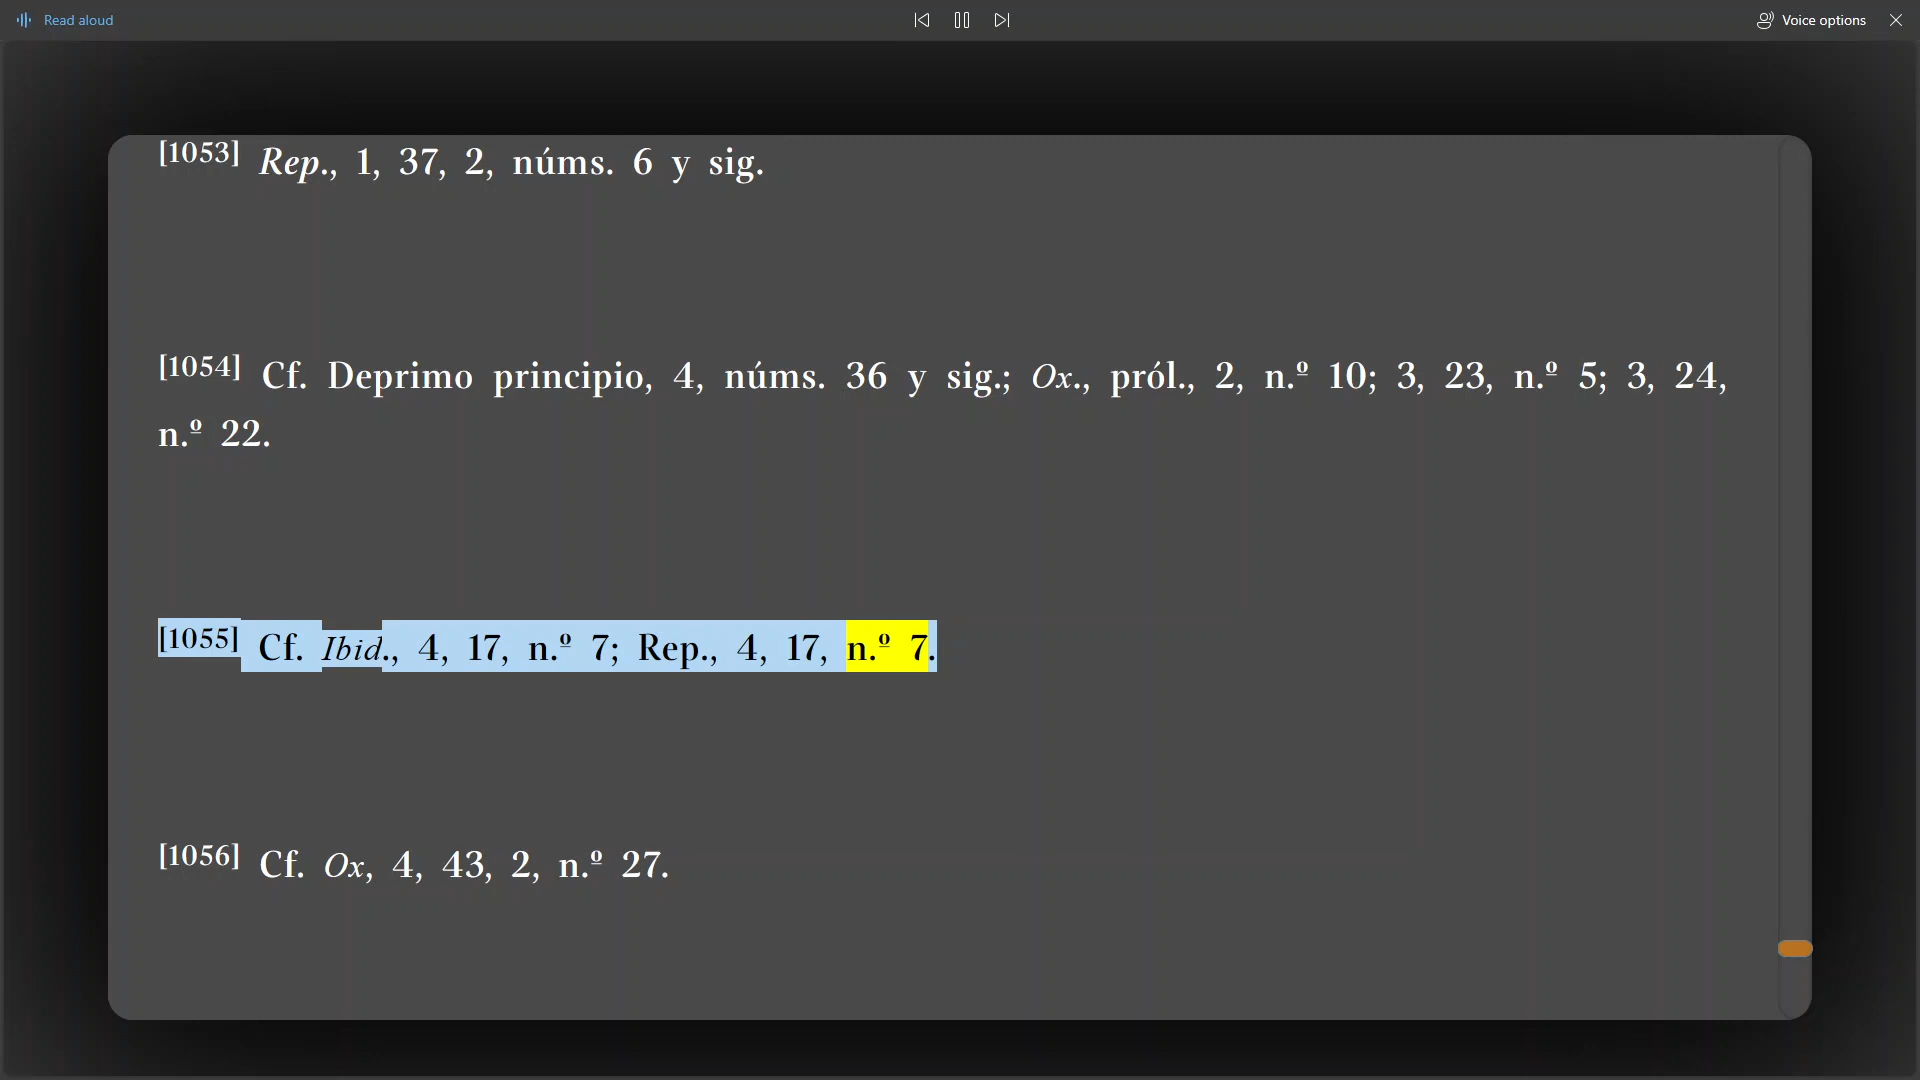 Read aloud
Voice options
[1053] Rep., 1, 37, 2, núms. 6 y sig.
[1054] Cf. Deprimo principio, 4, núms. 36 y sig.; Ox., pról., 2, n.º 10; 3, 23, n.º 5; 3, 24,
n.º 22.
[1055] Cf. Ibid., 4, 17, n.º 7; Rep., 4, 17, n.º 7.
[1056] Cf. Ox, 4, 43, 2, n.º 27.